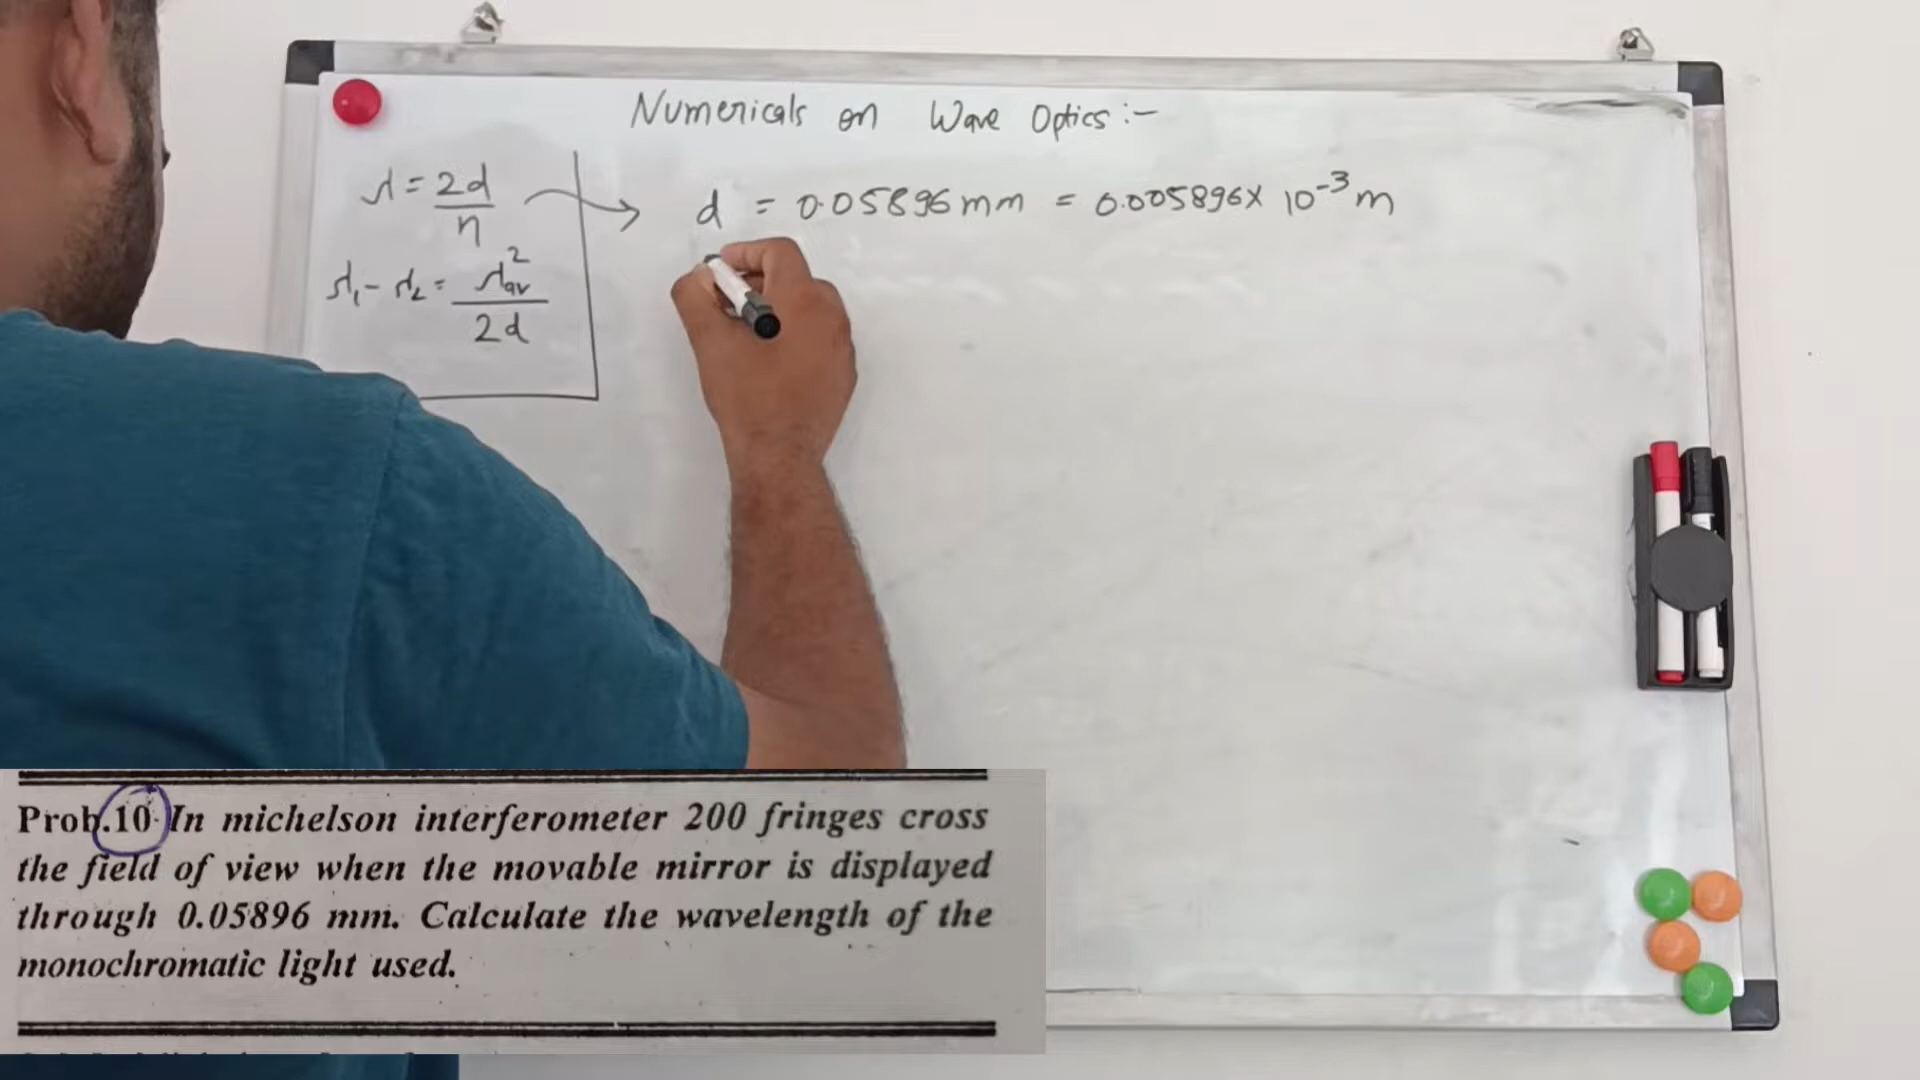 Numericals on Wave Optics :-
λ = 2d/n
d = 0.05896 mm = 0.005896 x 10⁻³ m
λ₁ - λ₂ = λav²/2d
Prob.10 In michelson interferometer 200 fringes cross
the field of view when the movable mirror is displayed
through 0.05896 mm. Calculate the wavelength of the
monochromatic light used.